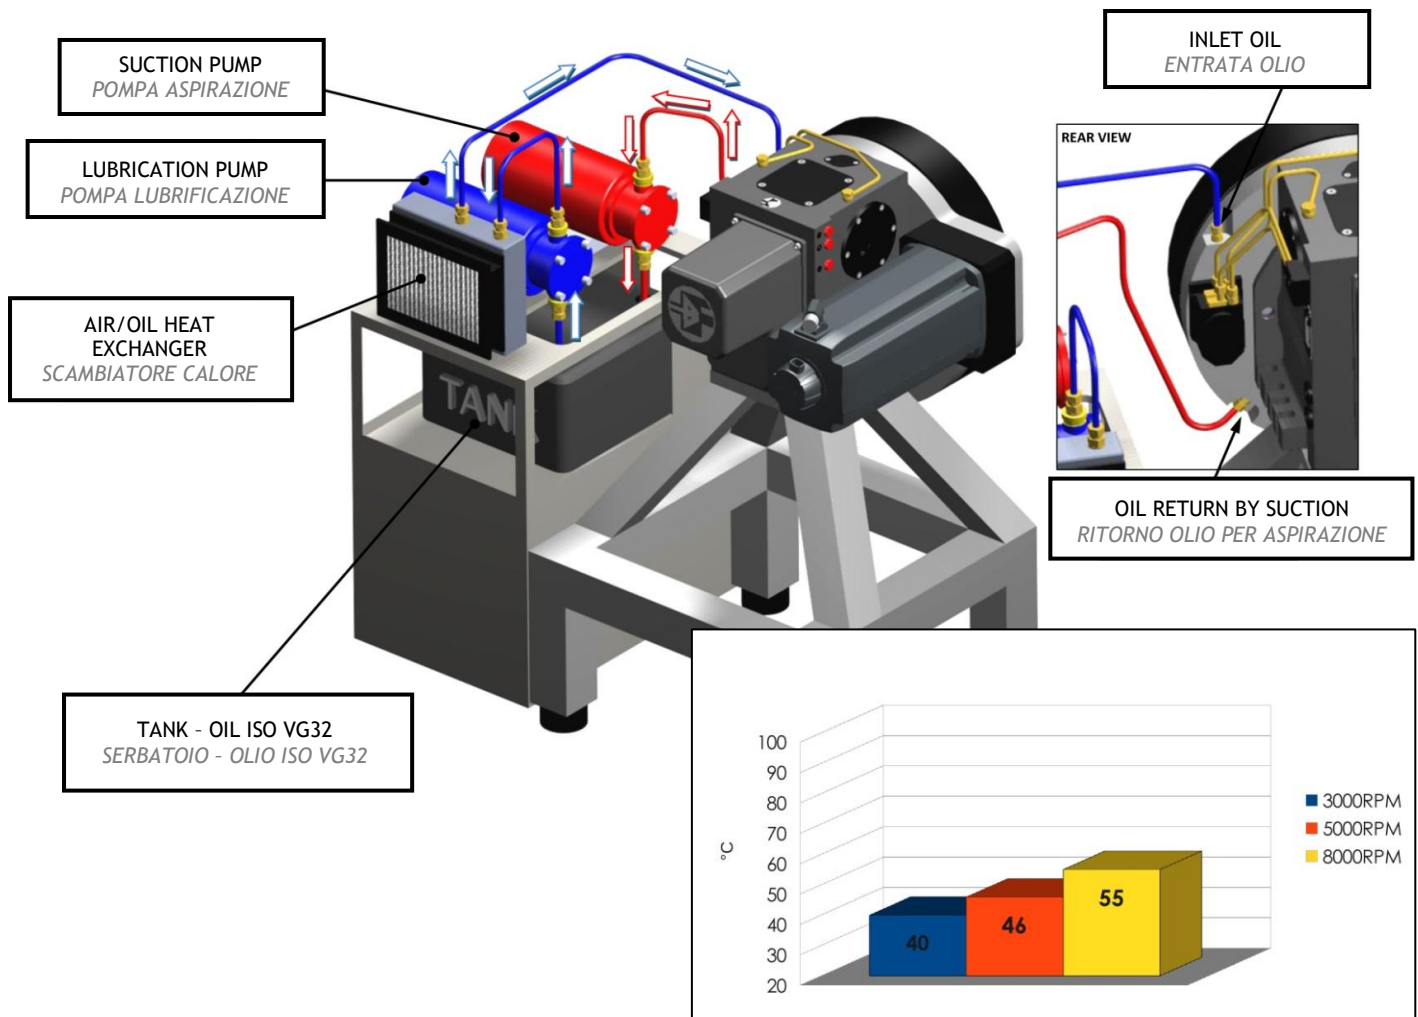 SUCTION PUMP
POMPA ASPIRAZIONE
LUBRICATION PUMP
POMPA LUBRIFICAZIONE
AIR/OIL HEAT
EXCHANGER
SCAMBIATORE CALORE
TANK
TANK – OIL ISO VG32
SERBATOIO – OLIO ISO VG32
INLET OIL
ENTRATA OLIO
REAR VIEW
OIL RETURN BY SUCTION
RITORNO OLIO PER ASPIRAZIONE
°C
100
90
80
70
60
50
40
30
20
40
46
55
3000RPM
5000RPM
8000RPM